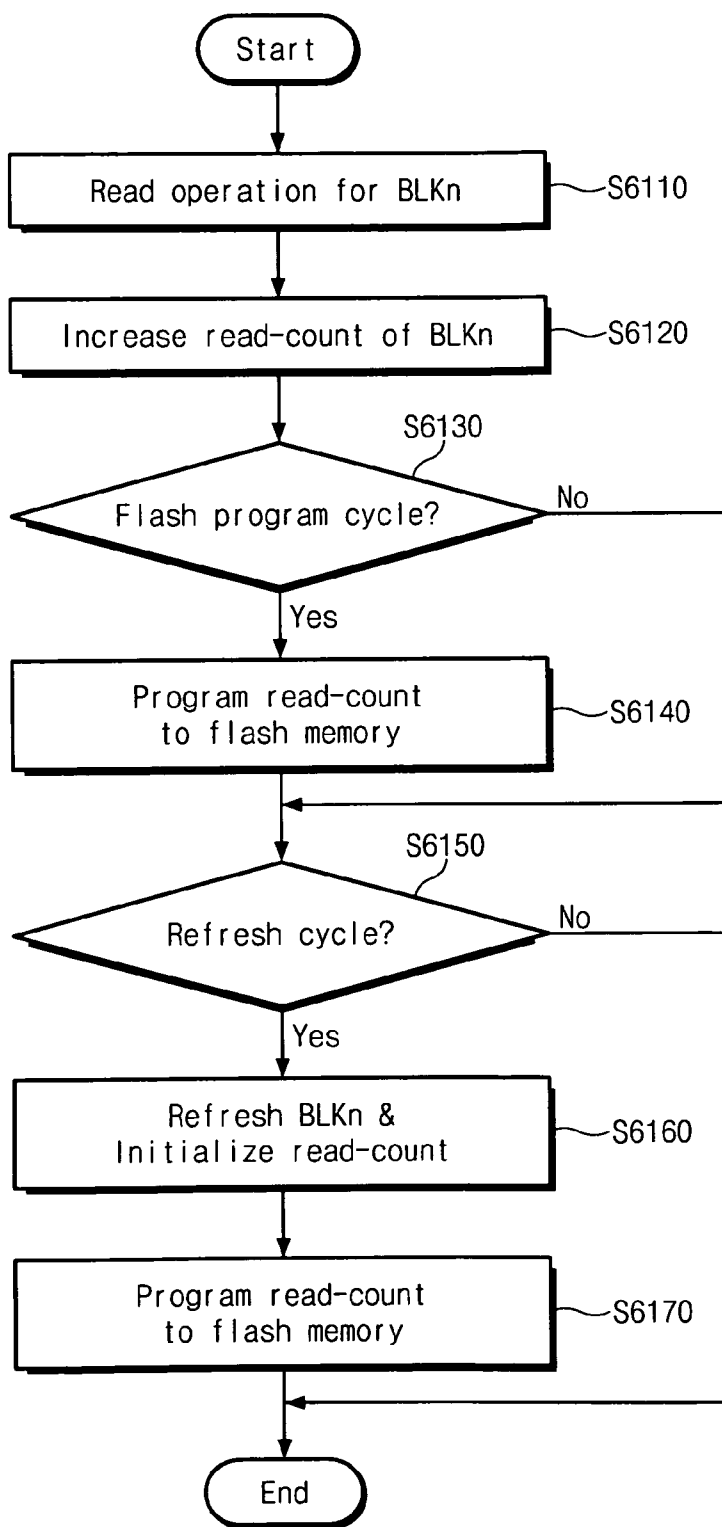 Start
Read operation for BLKn
S6110
Increase read-count of BLKn
S6120
S6130
Flash program cycle?
No
Yes
Program read-count
to flash memory
S6140
S6150
Refresh cycle?
No
Yes
Refresh BLKn &
Initialize read-count
S6160
Program read-count
to flash memory
S6170
End